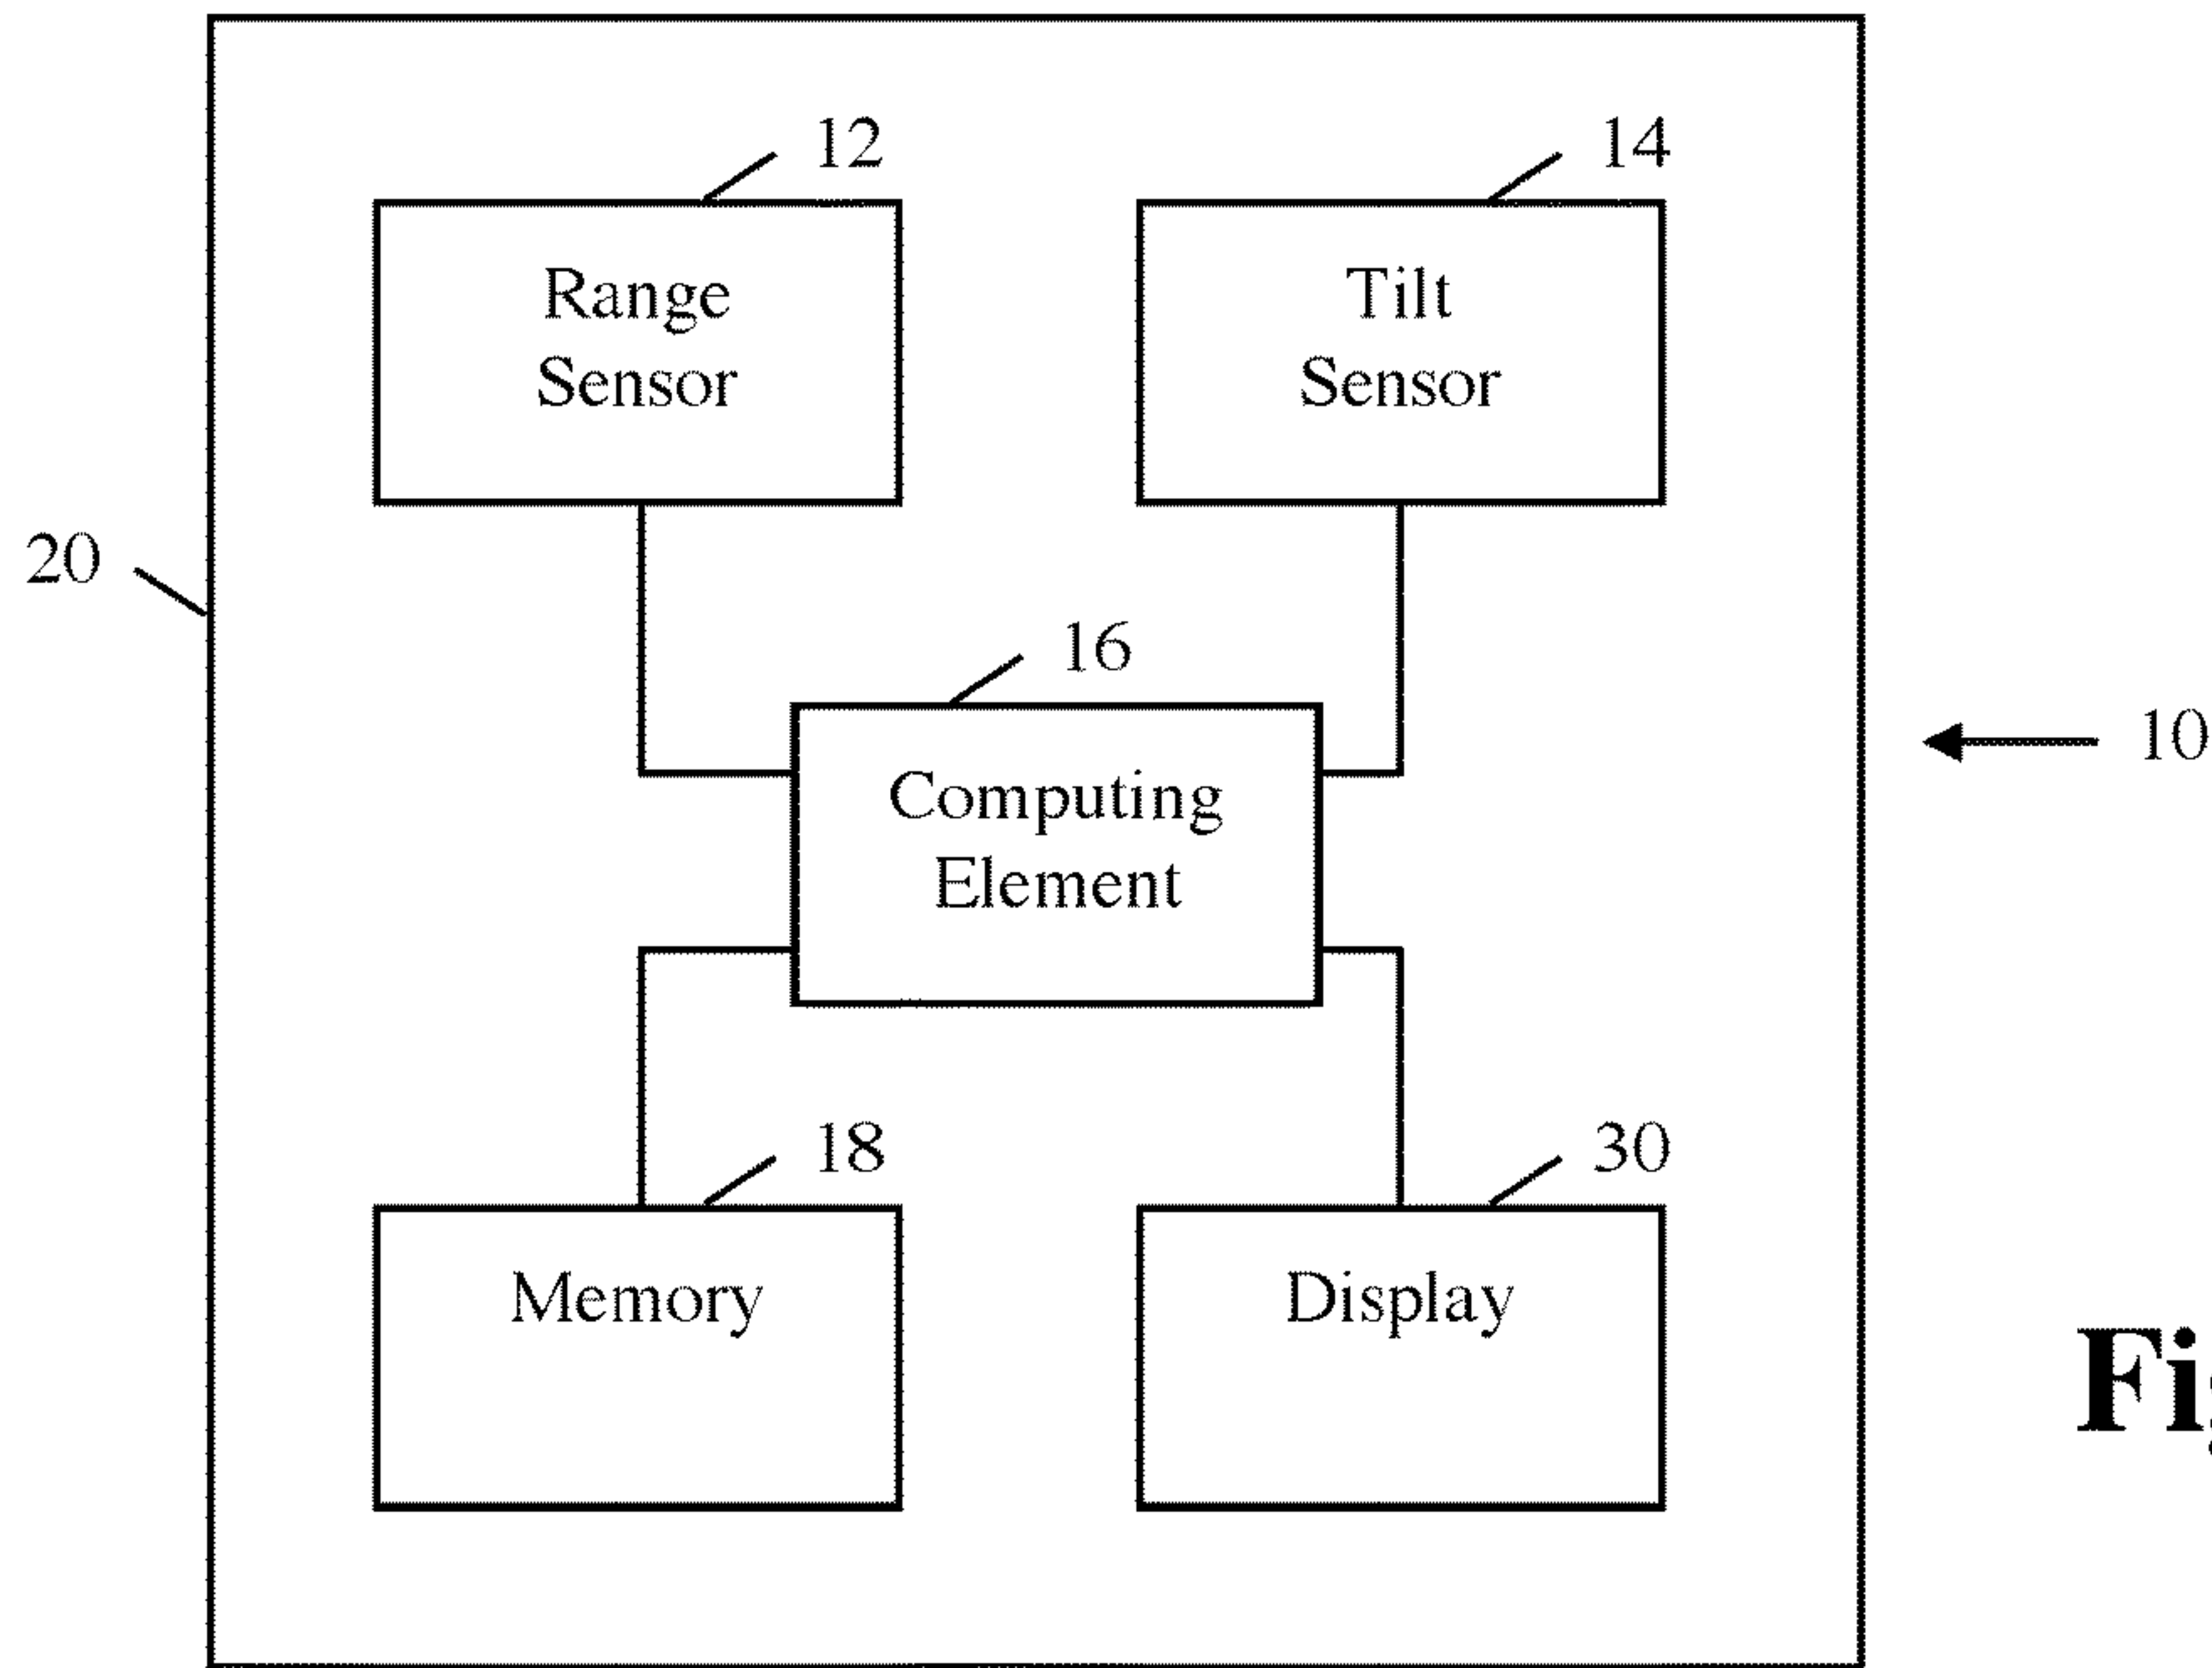 12
14
Range
Sensor
Tilt
Sensor
20
16
10
Computing
Element
18
30
Memory
Display